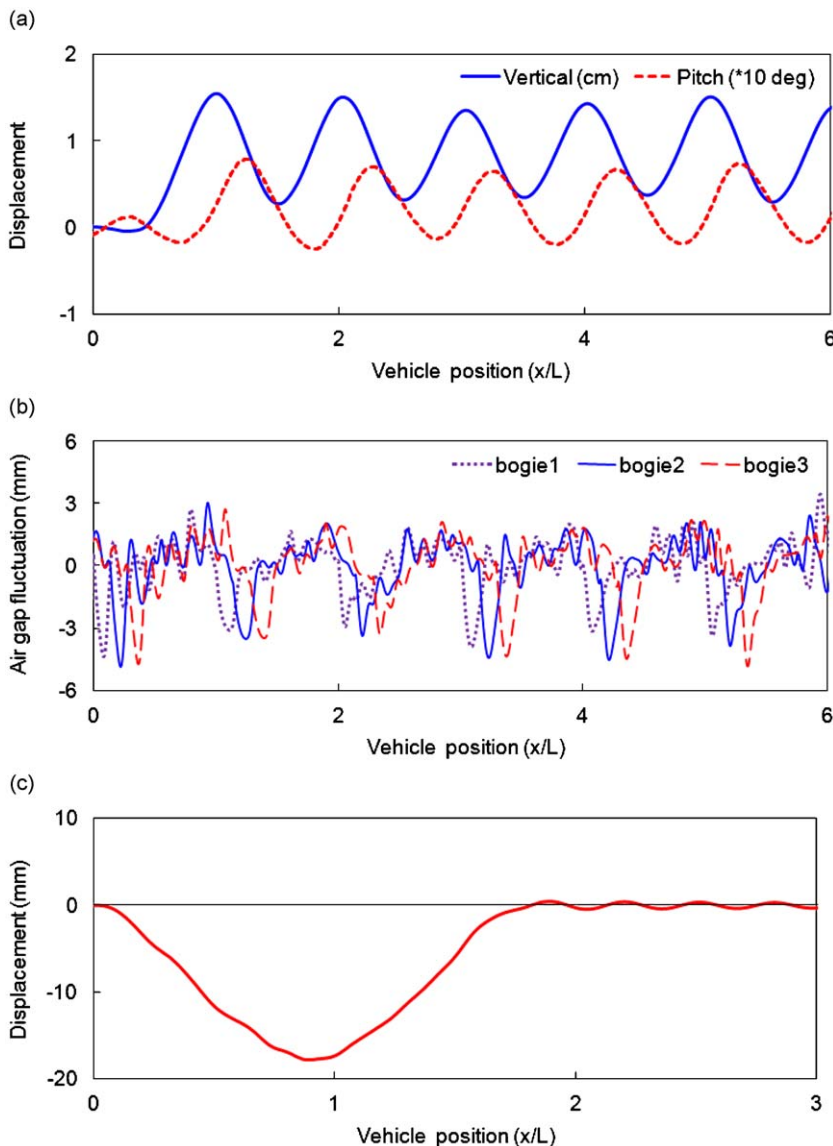 (a)
2
Vertical (cm) Pitch (*10 deg)
1
Displacement
0
-1
0 2 4 6
Vehicle position (x/L)
(b)
6
bogie1 bogie2 bogie3
3
Air gap fluctuation (mm)
0
-3
-6
0 2 4 6
Vehicle position (x/L)
(c)
10
Displacement (mm)
0
-10
-20
0 1 2 3
Vehicle position (x/L)